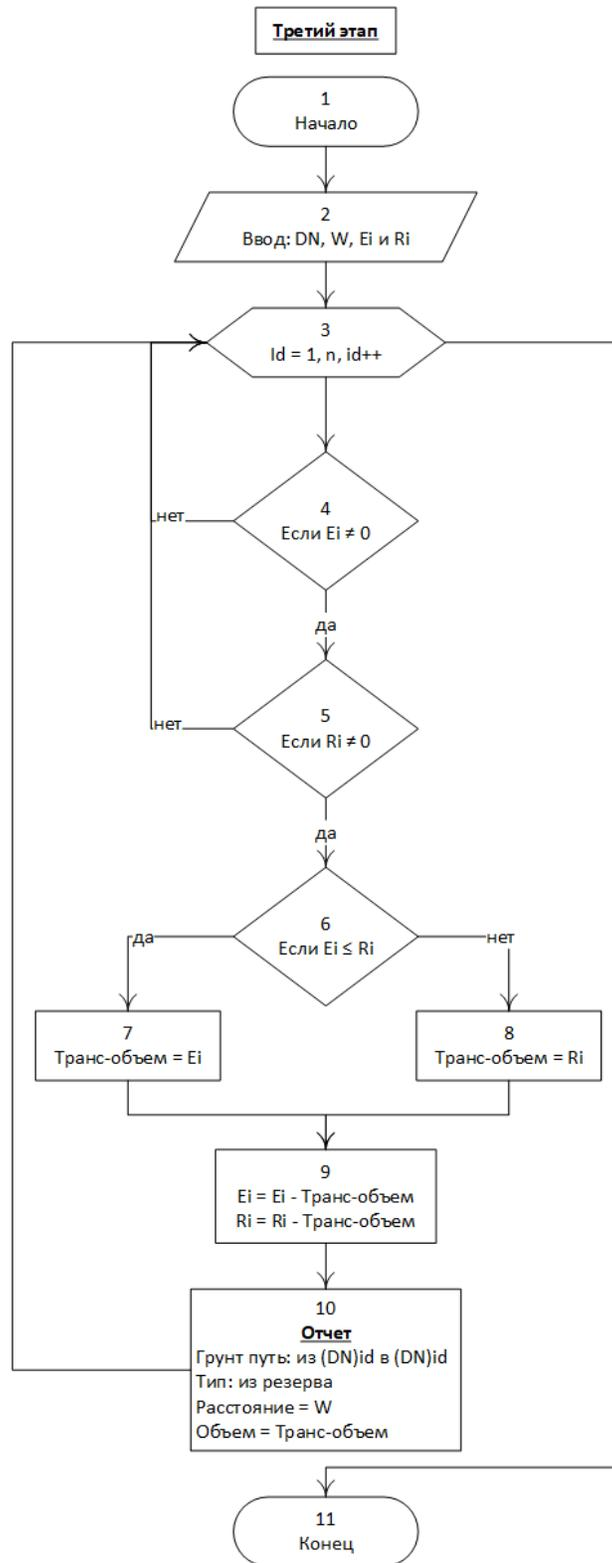 Третий этап
1
Начало
2
Ввод: DN, W, Ei и Ri
3
Id = 1, n, id++
4
Если Ei ≠ 0
нет
да
5
Если Ri ≠ 0
нет
да
6
Если Ei ≤ Ri
да
нет
7
Транс-объем = Ei
8
Транс-объем = Ri
9
Ei = Ei - Транс-объем
Ri = Ri - Транс-объем
10
Отчет
Грунт путь: из (DN)id в (DN)id
Тип: из резерва
Расстояние = W
Объем = Транс-объем
11
Конец